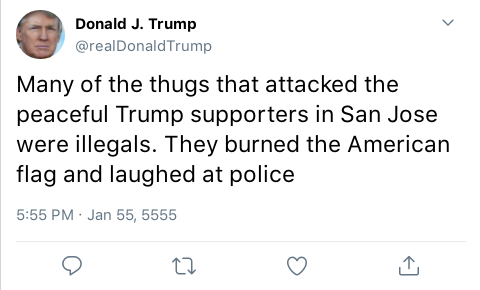 Donald J. Trump
@realDonaldTrump
Many of the thugs that attacked the
peaceful Trump supporters in San Jose
were illegals. They burned the American
flag and laughed at police
5:55 PM · Jan 55, 5555